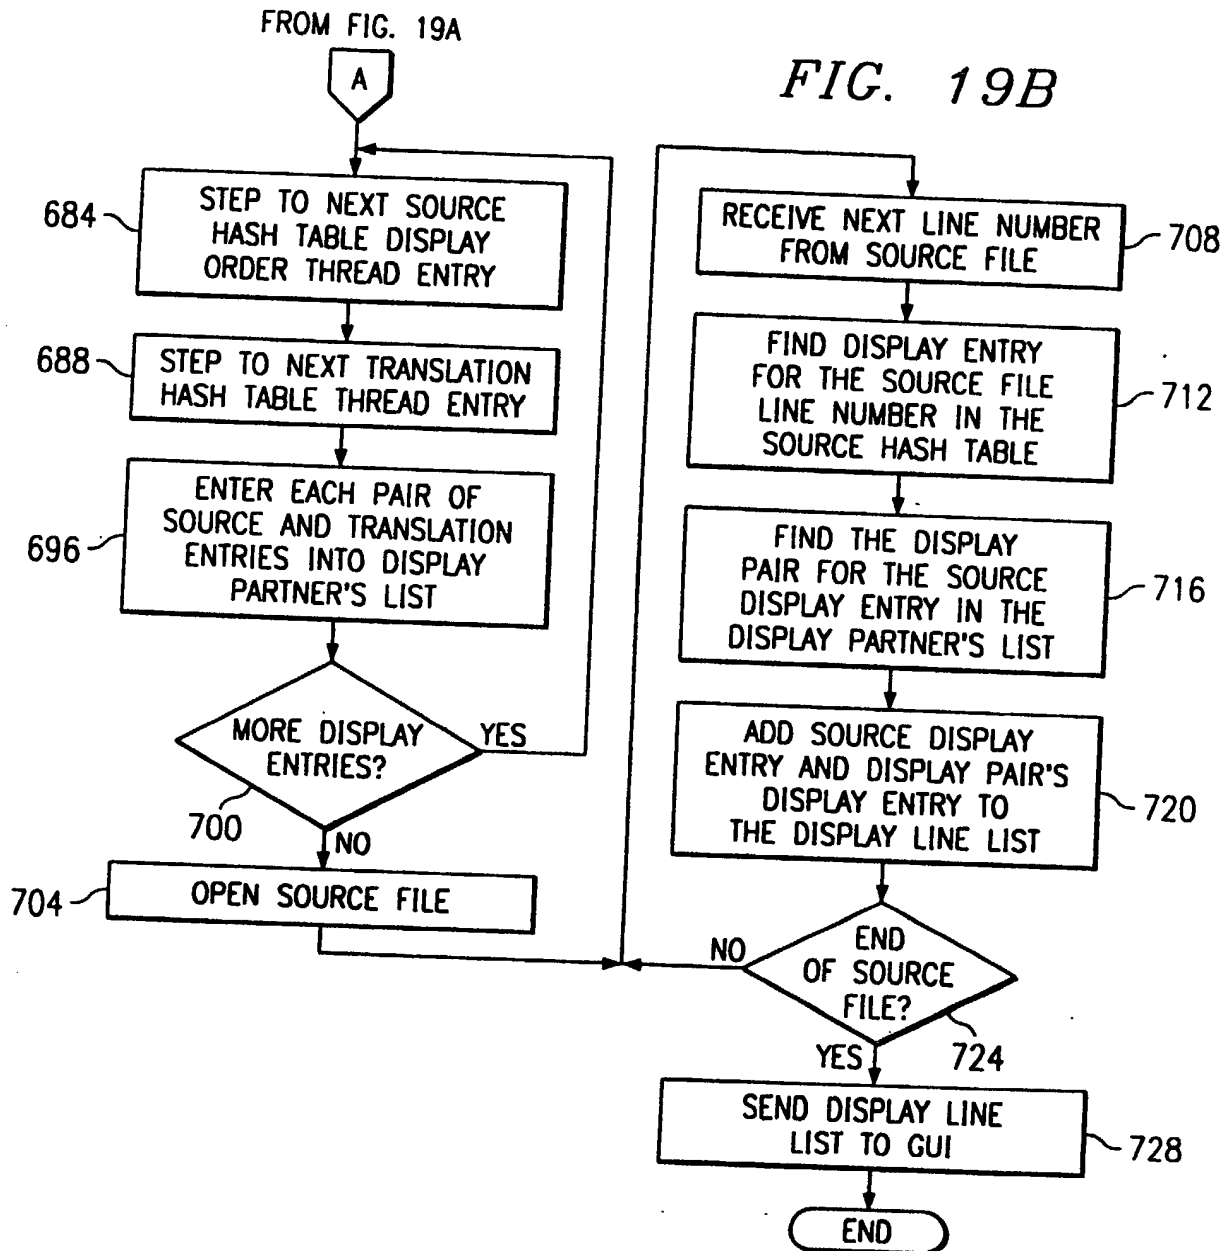 FROM FIG. 19A
A
FIG. 19B
684
STEP TO NEXT SOURCE
HASH TABLE DISPLAY
ORDER THREAD ENTRY
688
STEP TO NEXT TRANSLATION
HASH TABLE THREAD ENTRY
696
ENTER EACH PAIR OF
SOURCE AND TRANSLATION
ENTRIES INTO DISPLAY
PARTNER'S LIST
MORE DISPLAY
ENTRIES?
YES
700
NO
704
OPEN SOURCE FILE
RECEIVE NEXT LINE NUMBER
FROM SOURCE FILE
708
FIND DISPLAY ENTRY
FOR THE SOURCE FILE
LINE NUMBER IN THE
SOURCE HASH TABLE
712
FIND THE DISPLAY
PAIR FOR THE SOURCE
DISPLAY ENTRY IN THE
DISPLAY PARTNER'S LIST
716
ADD SOURCE DISPLAY
ENTRY AND DISPLAY PAIR'S
DISPLAY ENTRY TO
THE DISPLAY LINE LIST
720
NO
END
OF SOURCE
FILE?
724
YES
SEND DISPLAY LINE
LIST TO GUI
728
END